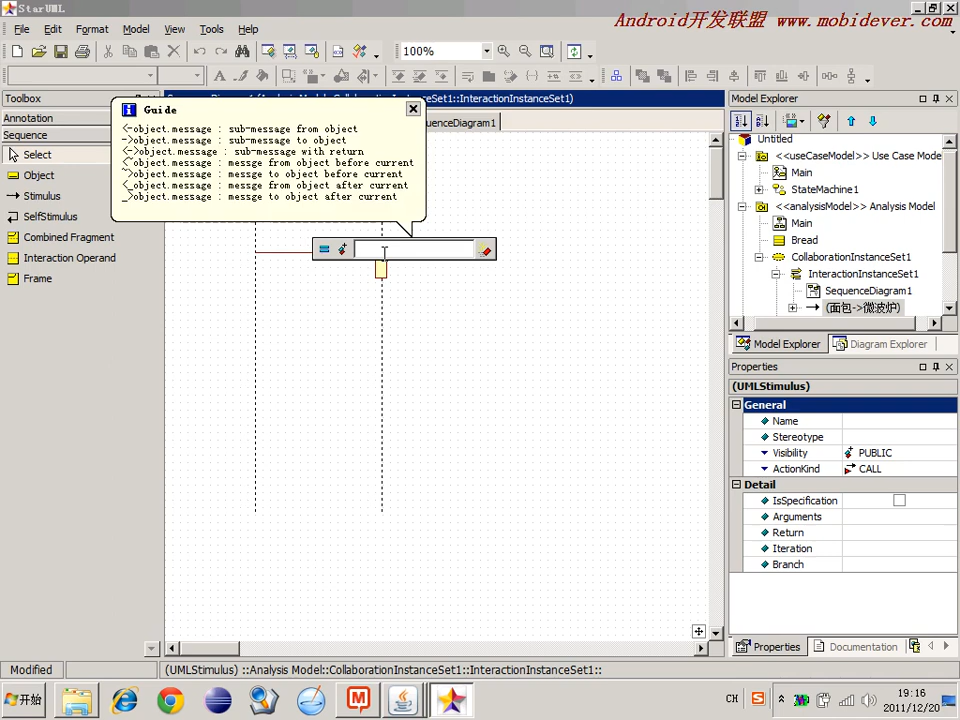 StarUML
Android开发联盟 www.mobidever.com
File Edit Format Model View Tools Help
100%
CollaborationInstanceSet1::InteractionInstanceSet1)
Toolbox
Annotation
Sequence
Select
Object
Stimulus
SelfStimulus
Combined Fragment
Interaction Operand
Frame
Guide
<-object.message : sub-message from object
->object.message : sub-message to object
<->object.message : sub-message with return
<~object.message : messge from object before current
~>object.message : messge to object before current
<_object.message : messge from object after current
_>object.message : messge to object after current
quenceDiagram1
Model Explorer
Untitled
<<useCaseModel>> Use Case Mode
Main
StateMachine1
<<analysisModel>> Analysis Model
Main
Bread
CollaborationInstanceSet1
InteractionInstanceSet1
SequenceDiagram1
(面包->微波炉)
Model Explorer Diagram Explorer
Properties
(UMLStimulus)
General
Name
Stereotype
Visibility PUBLIC
ActionKind CALL
Detail
IsSpecification
Arguments
Return
Iteration
Branch
Properties Documentation
Modified
(UMLStimulus) ::Analysis Model::CollaborationInstanceSet1::InteractionInstanceSet1::
开始
CH
19:16
2011/12/20